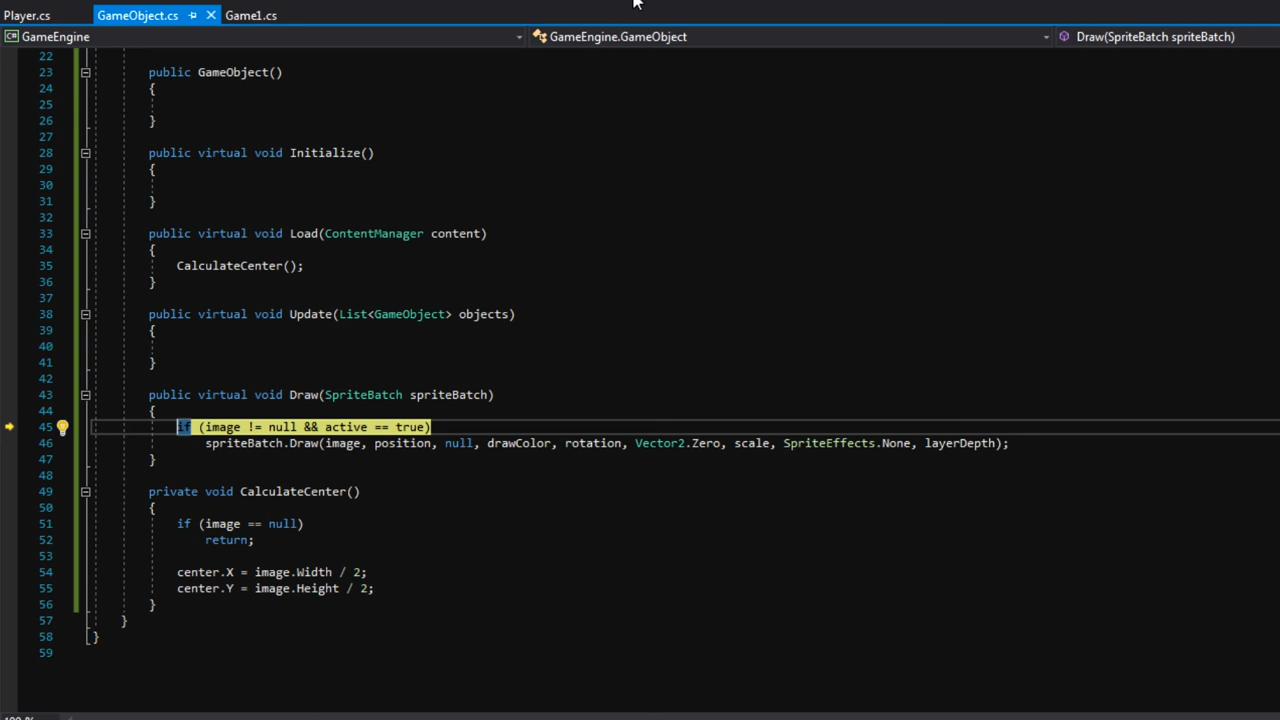 Player.cs GameObject.cs Game1.cs
C# GameEngine GameEngine.GameObject Draw(SpriteBatch spriteBatch)
22
23 public GameObject()
24 {
25
26 }
27
28 public virtual void Initialize()
29 {
30
31 }
32
33 public virtual void Load(ContentManager content)
34 {
35 CalculateCenter();
36 }
37
38 public virtual void Update(List<GameObject> objects)
39 {
40
41 }
42
43 public virtual void Draw(SpriteBatch spriteBatch)
44 {
45 if (image != null && active == true)
46 spriteBatch.Draw(image, position, null, drawColor, rotation, Vector2.Zero, scale, SpriteEffects.None, layerDepth);
47 }
48
49 private void CalculateCenter()
50 {
51 if (image == null)
52 return;
53
54 center.X = image.Width / 2;
55 center.Y = image.Height / 2;
56 }
57 }
58 }
59